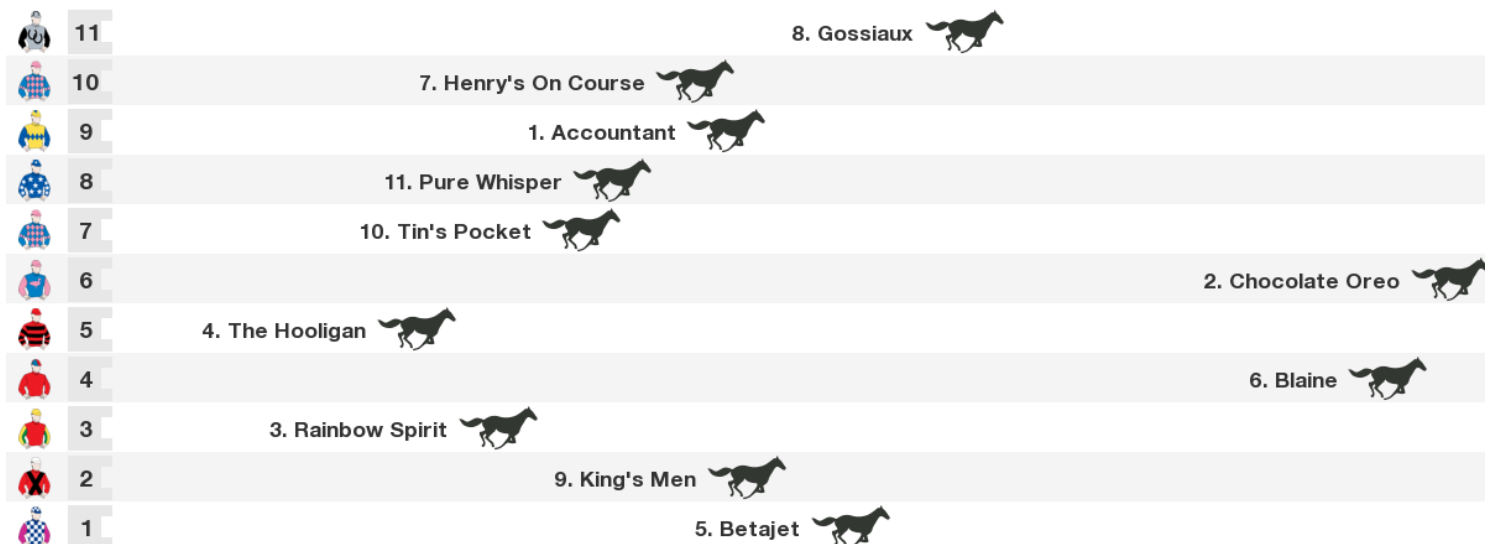 11 8. Gossiaux
10 7. Henry's On Course
9 1. Accountant
8 11. Pure Whisper
7 10. Tin's Pocket
6 2. Chocolate Oreo
5 4. The Hooligan
4 6. Blaine
3 3. Rainbow Spirit
2 9. King's Men
1 5. Betajet